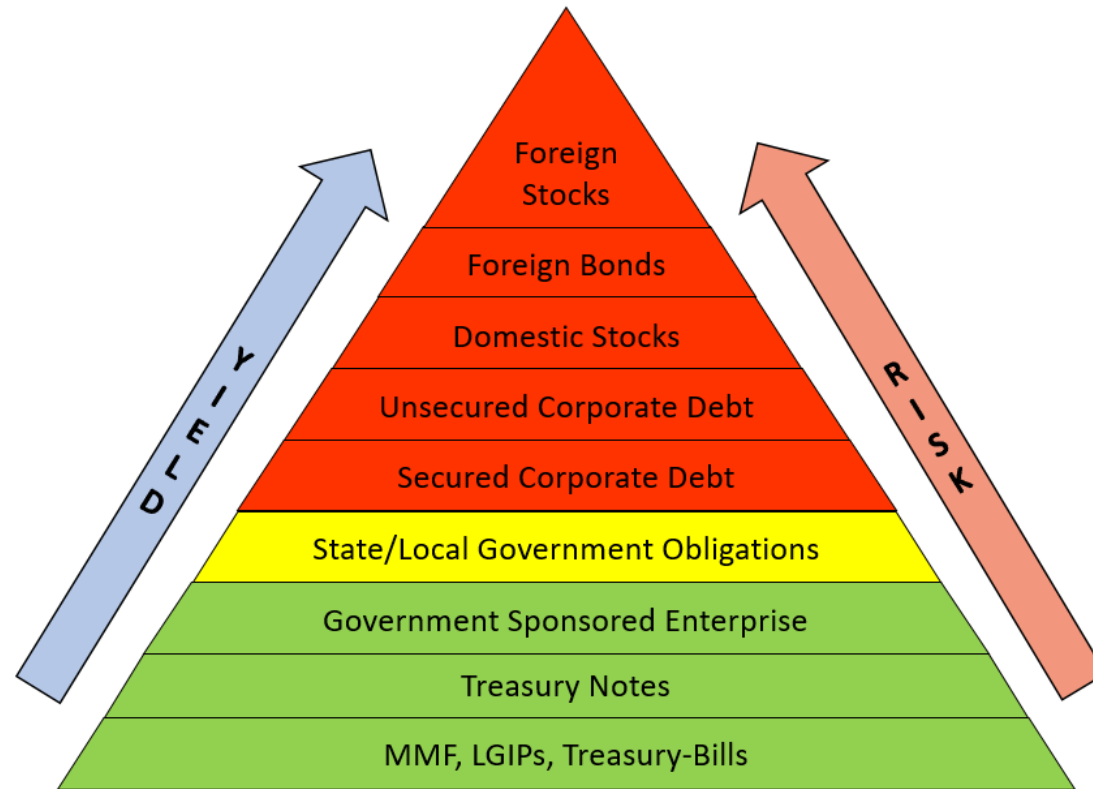 Foreign
Stocks
Foreign Bonds
Domestic Stocks
Unsecured Corporate Debt
Secured Corporate Debt
State/Local Government Obligations
Government Sponsored Enterprise
Treasury Notes
MMF, LGIPs, Treasury-Bills
YIELD
RISK